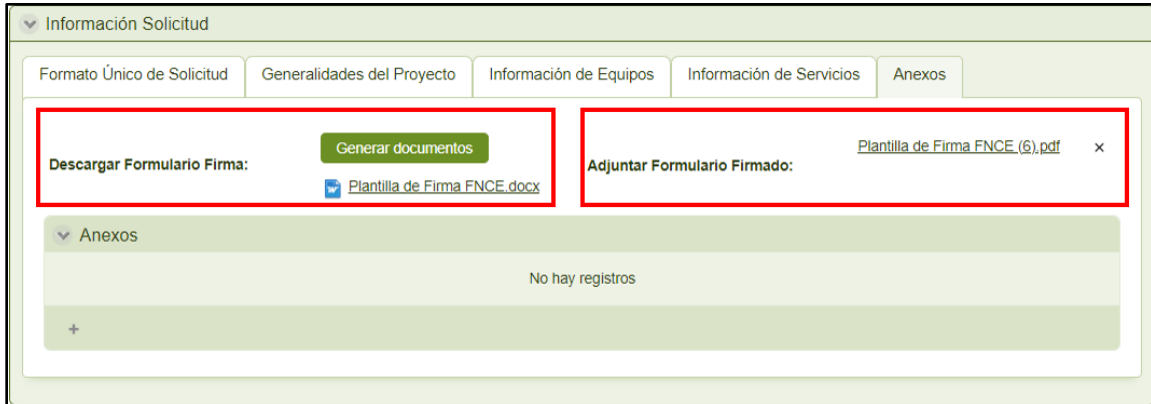 Información Solicitud
Formato Único de Solicitud
Generalidades del Proyecto
Información de Equipos
Información de Servicios
Anexos
Descargar Formulario Firma:
Generar documentos
Plantilla de Firma FNCE.docx
Adjuntar Formulario Firmado:
Plantilla de Firma FNCE (6).pdf
×
Anexos
No hay registros
+